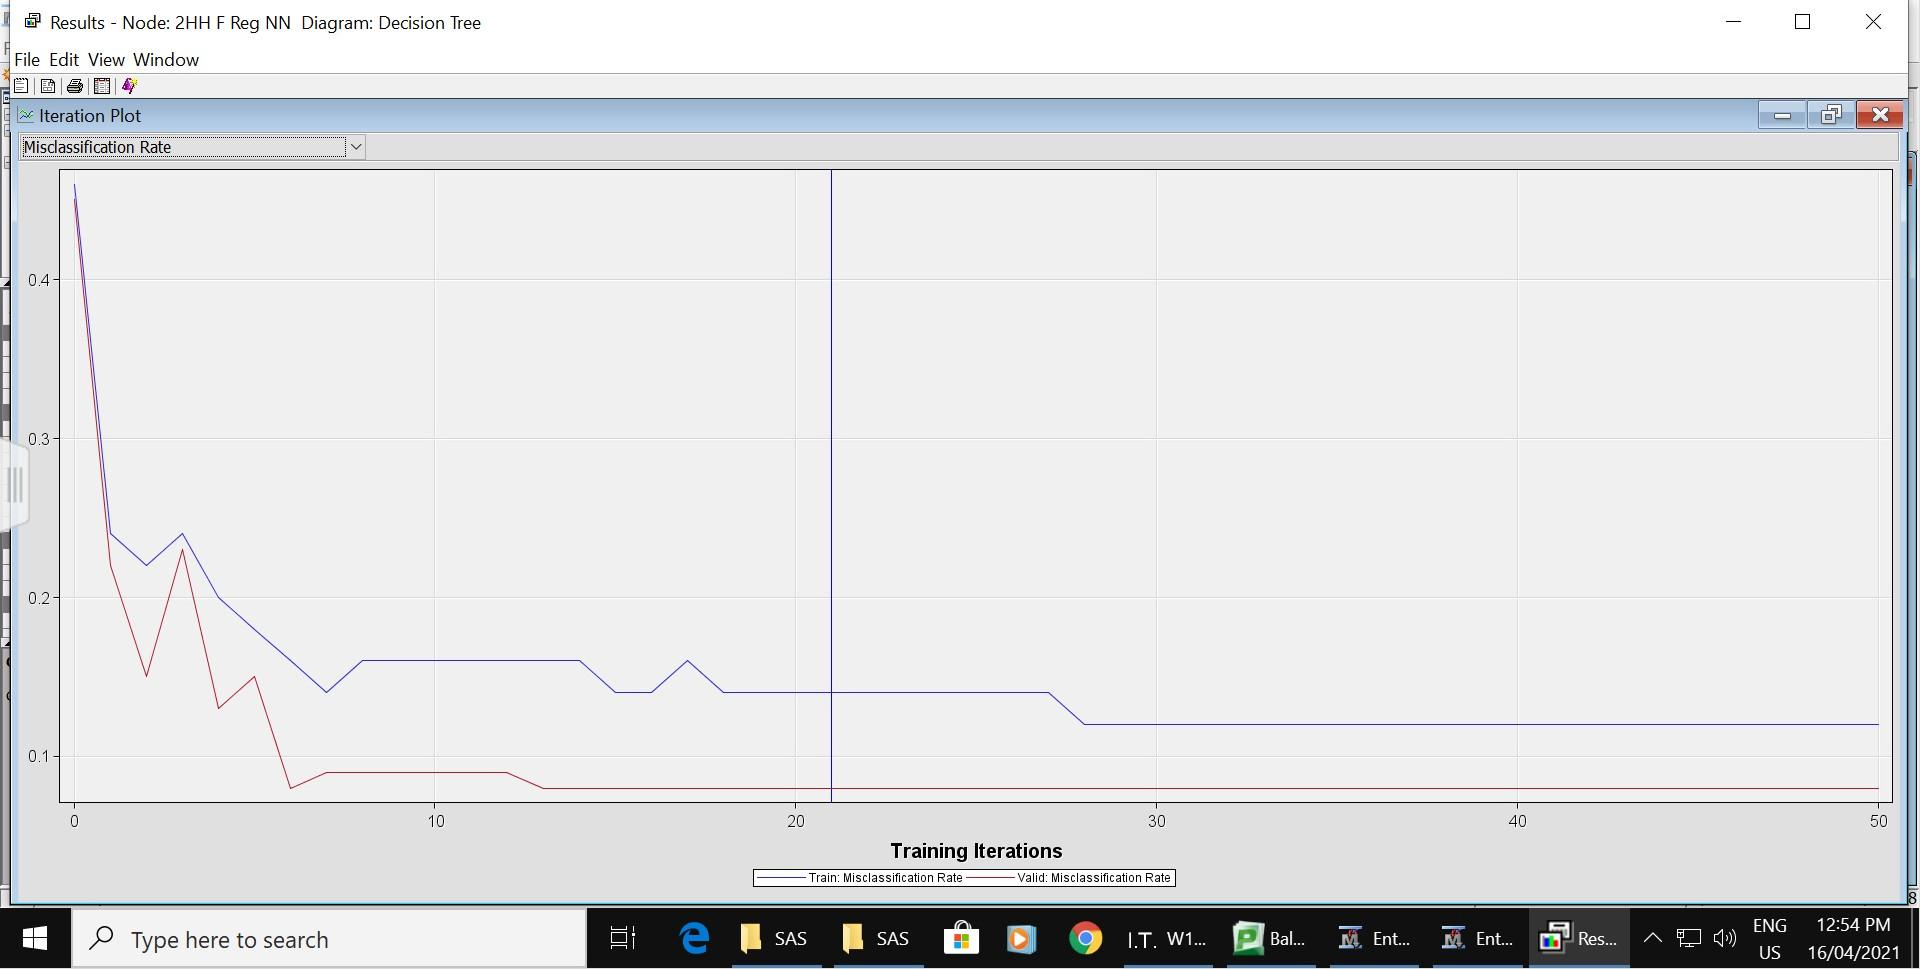 Results - Node: 2HH F Reg NN  Diagram: Decision Tree
File Edit View Window
Iteration Plot
Misclassification Rate
0.4
0.3
0.2
0.1
0 10 20 30 40 50
Training Iterations
Train: Misclassification Rate Valid: Misclassification Rate
8
Type here to search
SAS
SAS
I.T. W1...
Bal...
Ent...
Ent...
Res...
ENG
US
12:54 PM
16/04/2021